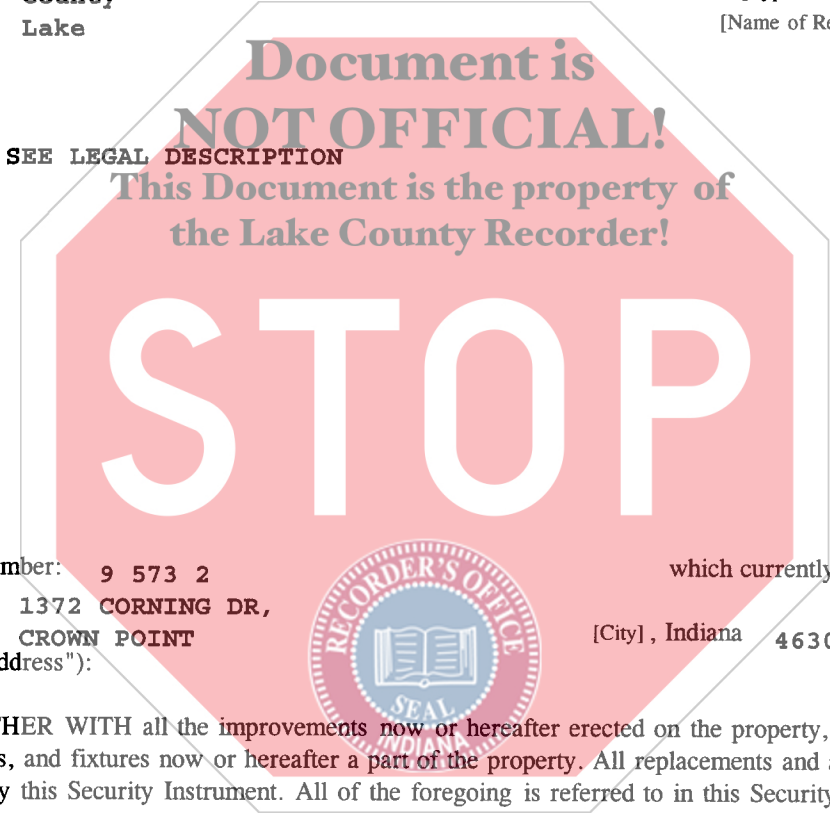 County
Lake
[Name of Re
Document is
NOT OFFICIAL!
SEE LEGAL DESCRIPTION
This Document is the property of
the Lake County Recorder!
STOP
mber: 9 573 2 which currently
1372 CORNING DR,
CROWN POINT [City] , Indiana 4630
ddress"):
RECORDER'S OFFICE
SEAL
INDIANA
HER WITH all the improvements now or hereafter erected on the property,
s, and fixtures now or hereafter a part of the property. All replacements and a
y this Security Instrument. All of the foregoing is referred to in this Security